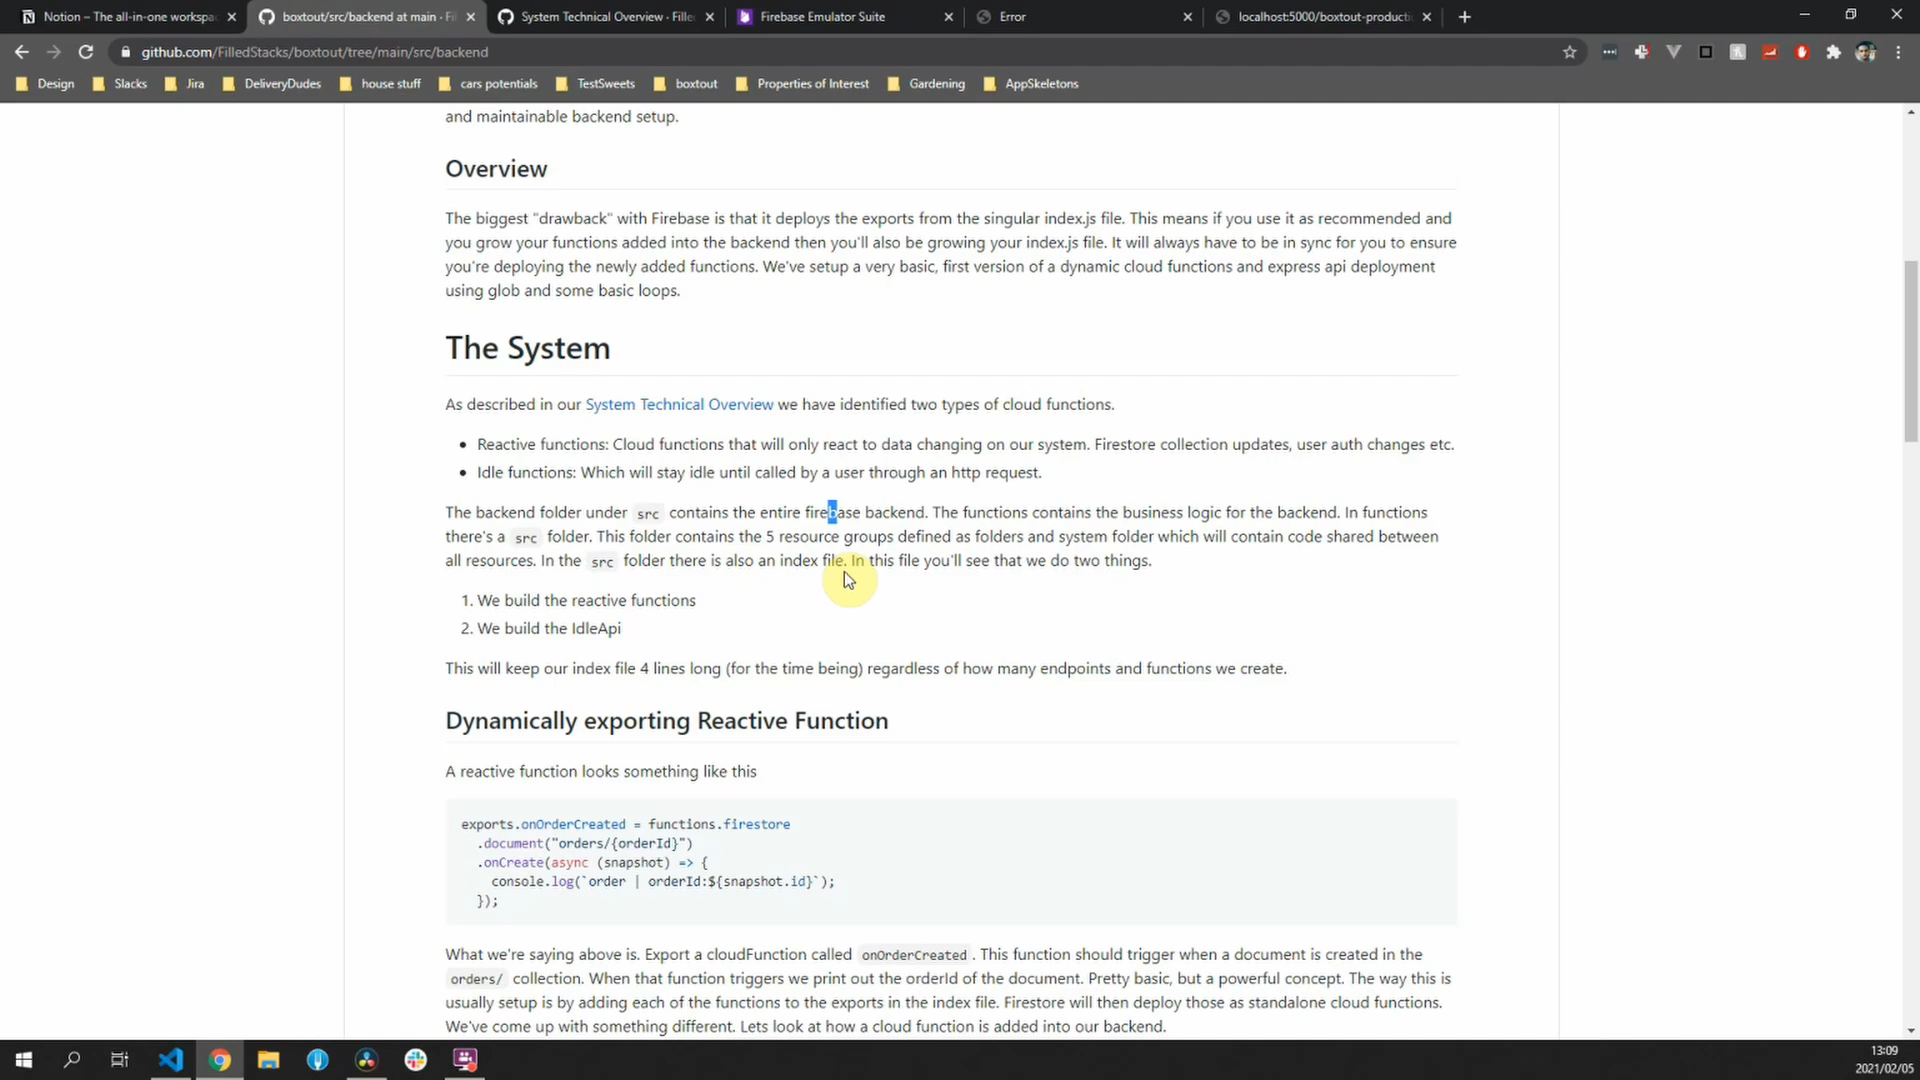 Notion – The all-in-one workspa
boxtout/src/backend at main · Fi
System Technical Overview · Fille
Firebase Emulator Suite
Error
localhost:5000/boxtout-producti
github.com/FilledStacks/boxtout/tree/main/src/backend
Design
Slacks
Jira
DeliveryDudes
house stuff
cars potentials
TestSweets
boxtout
Properties of Interest
Gardening
AppSkeletons
and maintainable backend setup.
Overview
The biggest "drawback" with Firebase is that it deploys the exports from the singular index.js file. This means if you use it as recommended and
you grow your functions added into the backend then you'll also be growing your index.js file. It will always have to be in sync for you to ensure
you're deploying the newly added functions. We've setup a very basic, first version of a dynamic cloud functions and express api deployment
using glob and some basic loops.
The System
As described in our System Technical Overview we have identified two types of cloud functions.
• Reactive functions: Cloud functions that will only react to data changing on our system. Firestore collection updates, user auth changes etc.
• Idle functions: Which will stay idle until called by a user through an http request.
The backend folder under src contains the entire firebase backend. The functions contains the business logic for the backend. In functions
there's a src folder. This folder contains the 5 resource groups defined as folders and system folder which will contain code shared between
all resources. In the src folder there is also an index file. In this file you'll see that we do two things.
1. We build the reactive functions
2. We build the IdleApi
This will keep our index file 4 lines long (for the time being) regardless of how many endpoints and functions we create.
Dynamically exporting Reactive Function
A reactive function looks something like this
exports.onOrderCreated = functions.firestore
.document("orders/{orderId}")
.onCreate(async (snapshot) => {
console.log(`order | orderId:${snapshot.id}`);
});
What we're saying above is. Export a cloudFunction called onOrderCreated . This function should trigger when a document is created in the
orders/ collection. When that function triggers we print out the orderId of the document. Pretty basic, but a powerful concept. The way this is
usually setup is by adding each of the functions to the exports in the index file. Firestore will then deploy those as standalone cloud functions.
We've come up with something different. Lets look at how a cloud function is added into our backend.
13:09
2021/02/05